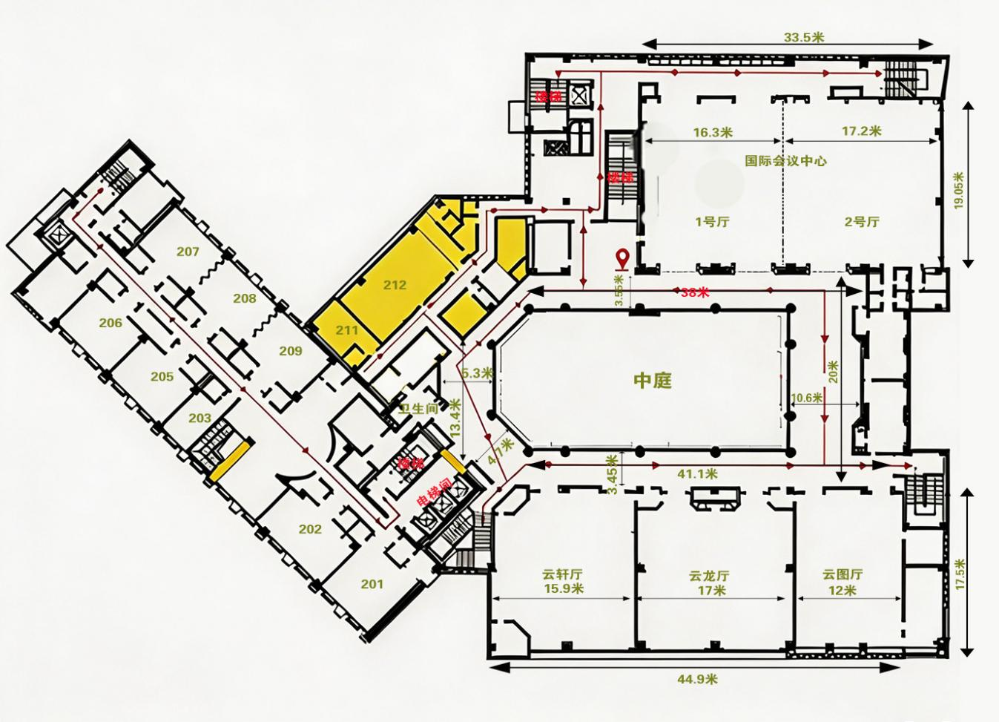 33.5米
楼梯
16.3米
17.2米
国际会议中心
楼梯
19.05米
1号厅
2号厅
207
208
212
3.55米
38米
206
211
209
205
5.3米
中庭
20米
10.6米
203
卫生间
13.4米
4.7米
楼梯
电梯间
3.45米
41.1米
202
201
云轩厅
15.9米
云龙厅
17米
云图厅
12米
17.5米
44.9米